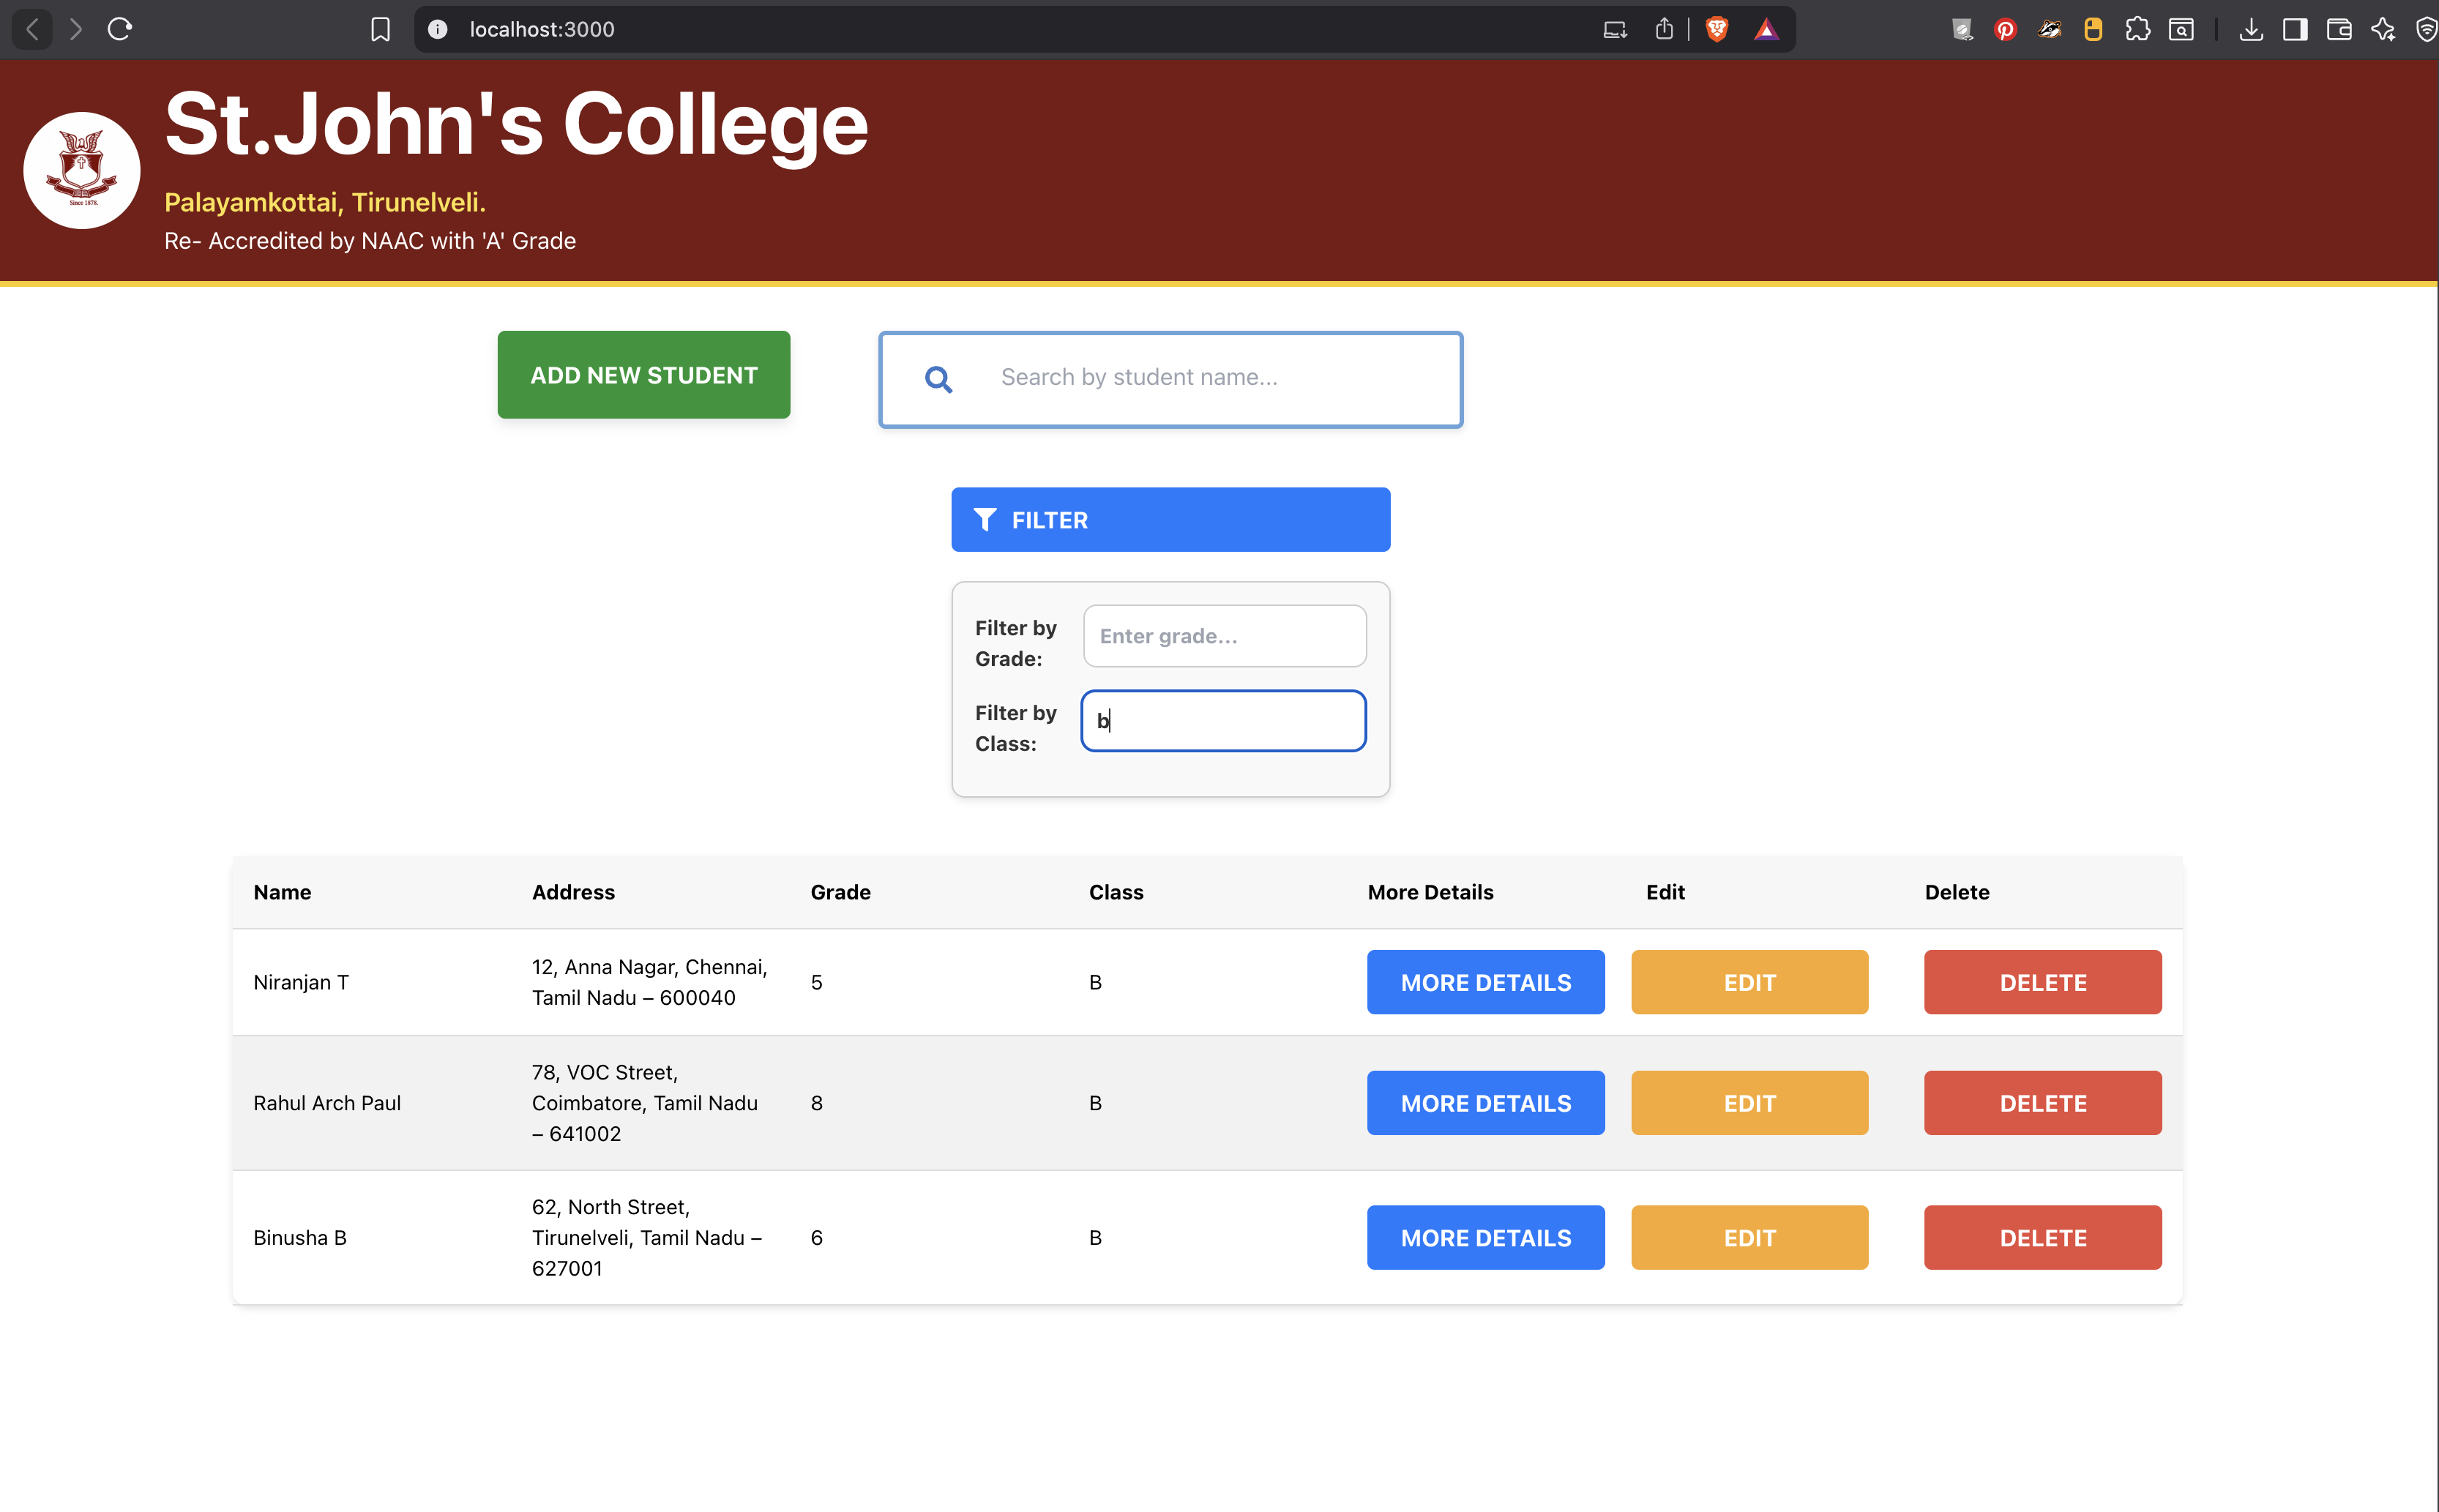 localhost:3000
St.John's College
Since 1878.
Palayamkottai, Tirunelveli.
Re- Accredited by NAAC with 'A' Grade
ADD NEW STUDENT
Search by student name...
FILTER
Filter by
Grade:
Enter grade...
Filter by
Class:
b
Name Address Grade Class More Details Edit Delete
Niranjan T
12, Anna Nagar, Chennai,
Tamil Nadu – 600040
5 B MORE DETAILS EDIT DELETE
Rahul Arch Paul
78, VOC Street,
Coimbatore, Tamil Nadu
– 641002
8 B MORE DETAILS EDIT DELETE
Binusha B
62, North Street,
Tirunelveli, Tamil Nadu –
627001
6 B MORE DETAILS EDIT DELETE